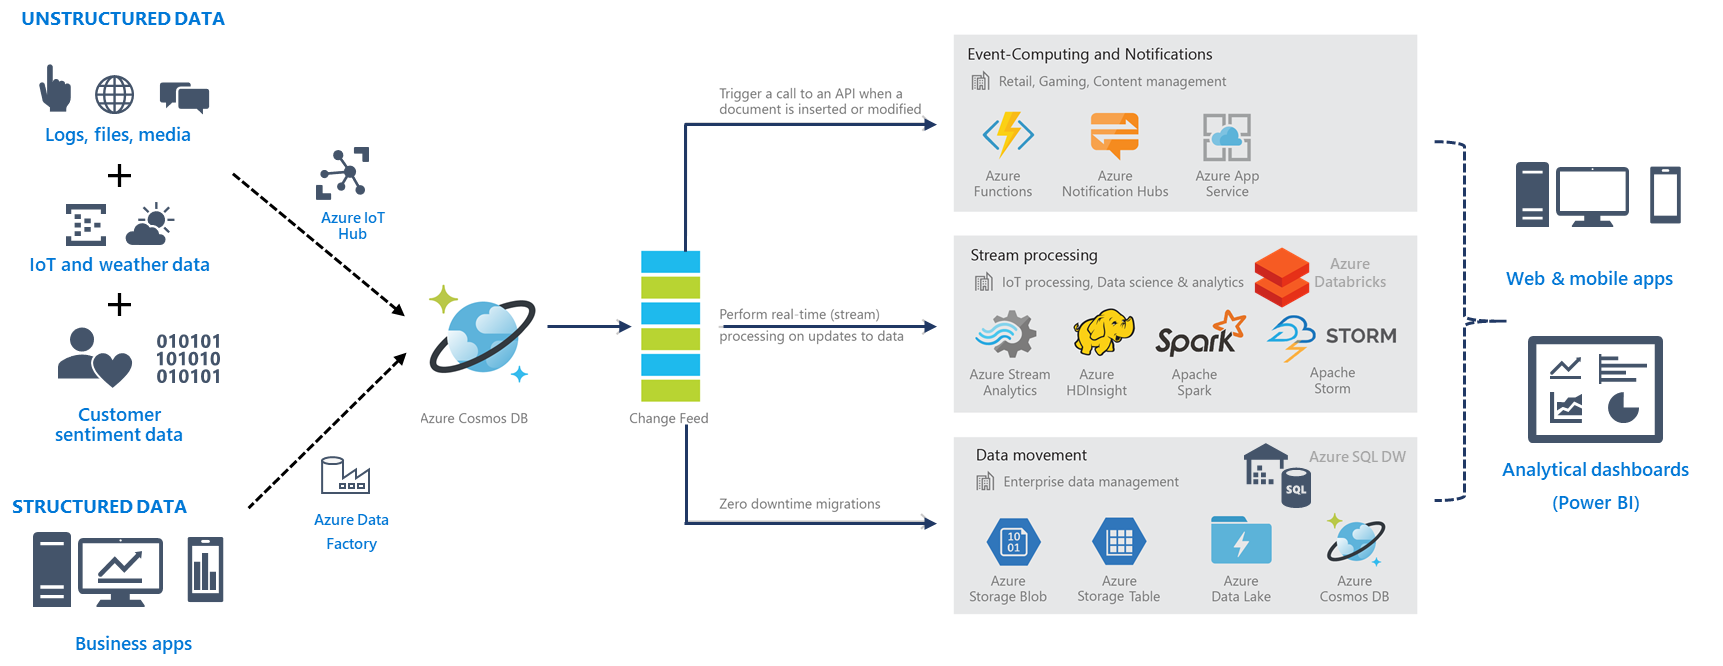 UNSTRUCTURED DATA
Logs, files, media
+
IoT and weather data
+
010101
101010
010101
Customer
sentiment data
STRUCTURED DATA
Business apps
Azure IoT
Hub
Azure Data
Factory
Azure Cosmos DB
Change Feed
Trigger a call to an API when a
document is inserted or modified
Perform real-time (stream)
processing on updates to data
Zero downtime migrations
Event-Computing and Notifications
Retail, Gaming, Content management
Azure
Functions
Azure
Notification Hubs
Azure App
Service
Stream processing
IoT processing, Data science & analytics
Azure
Databricks
Spark
STORM
Azure Stream
Analytics
Azure
HDInsight
Apache
Spark
Apache
Storm
Data movement
Enterprise data management
SQL
Azure SQL DW
10
01
Azure
Storage Blob
Azure
Storage Table
Azure
Data Lake
Azure
Cosmos DB
Web & mobile apps
Analytical dashboards
(Power BI)